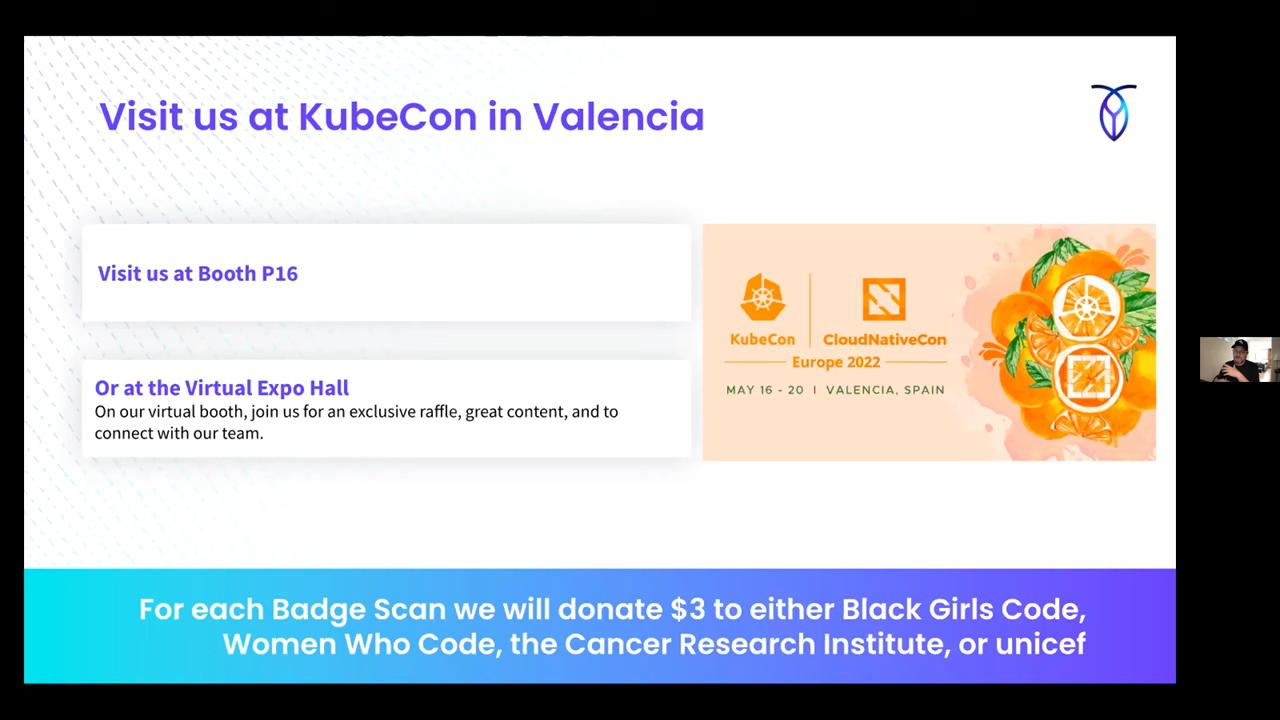 Visit us at KubeCon in Valencia
Visit us at Booth P16
Or at the Virtual Expo Hall
On our virtual booth, join us for an exclusive raffle, great content, and to
connect with our team.
KubeCon
CloudNativeCon
Europe 2022
MAY 16 - 20 | VALENCIA, SPAIN
For each Badge Scan we will donate $3 to either Black Girls Code,
Women Who Code, the Cancer Research Institute, or unicef